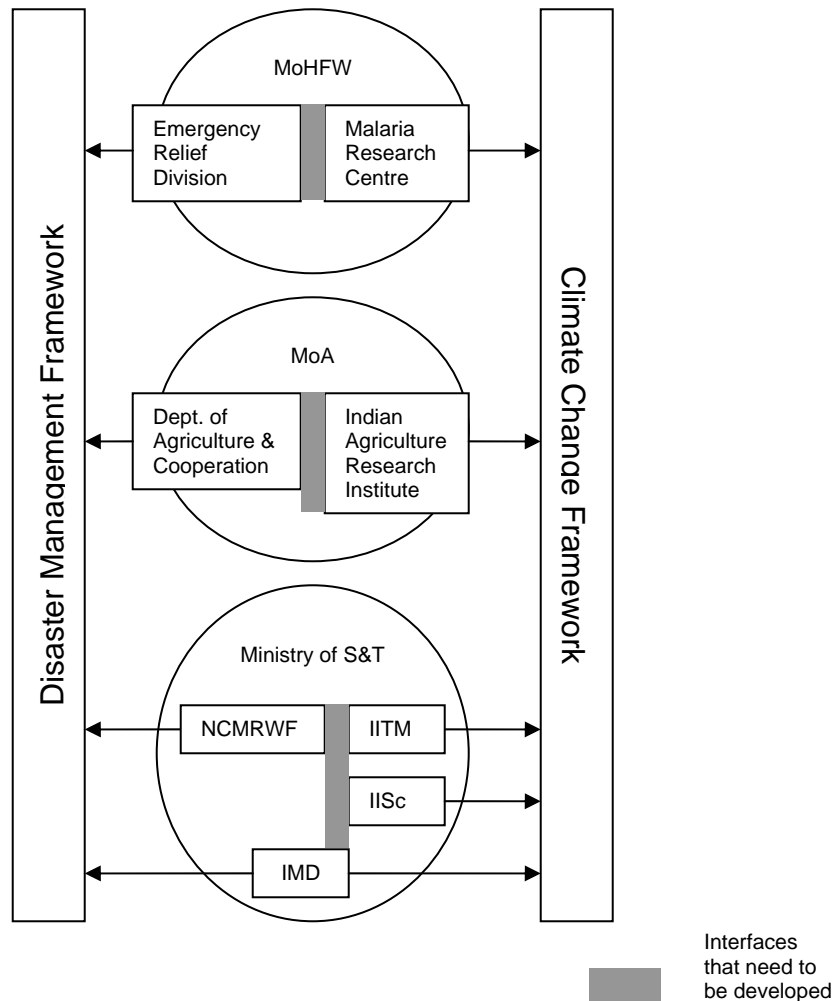 Disaster Management Framework
MoHFW
Emergency
Relief
Division
Malaria
Research
Centre
MoA
Dept. of
Agriculture &
Cooperation
Indian
Agriculture
Research
Institute
Ministry of S&T
NCMRWF
IITM
IISc
IMD
Climate Change Framework
Interfaces
that need to
be developed